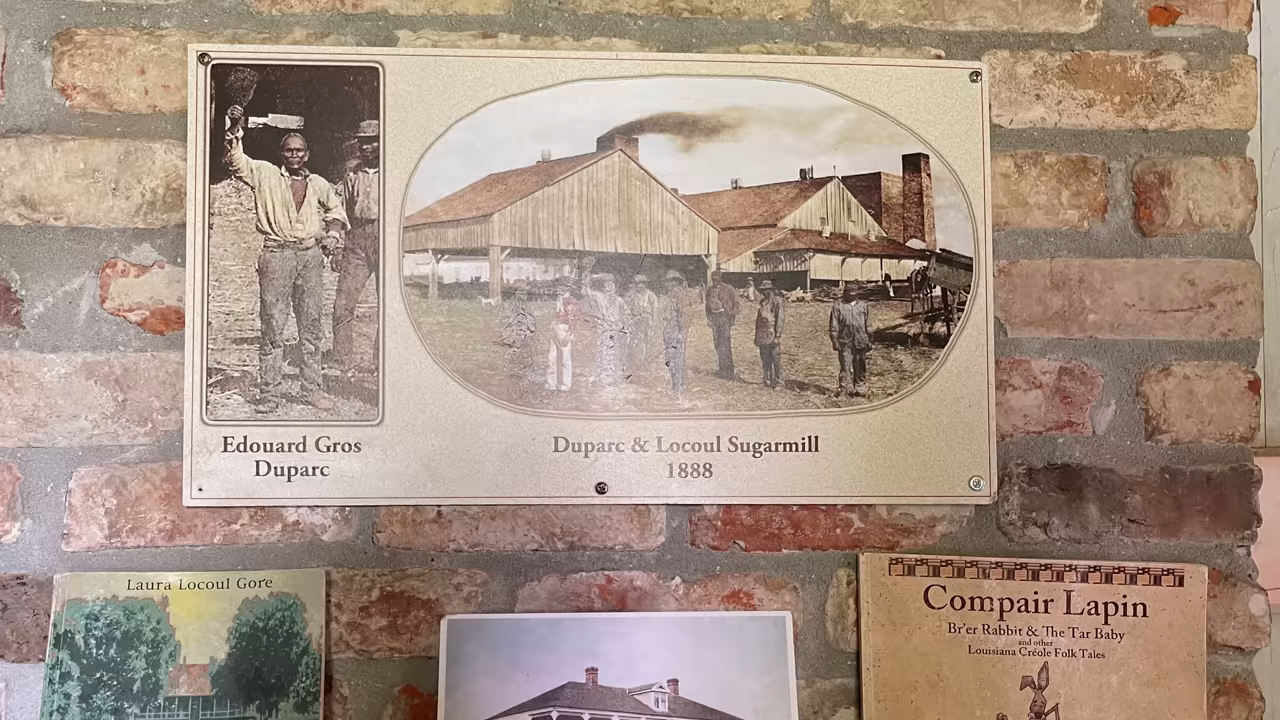 Edouard Gros
Duparc
Duparc & Locoul Sugarmill
1888
Laura Locoul Gore
Compair Lapin
Br'er Rabbit & The Tar Baby
and other
Louisiana Créole Folk Tales